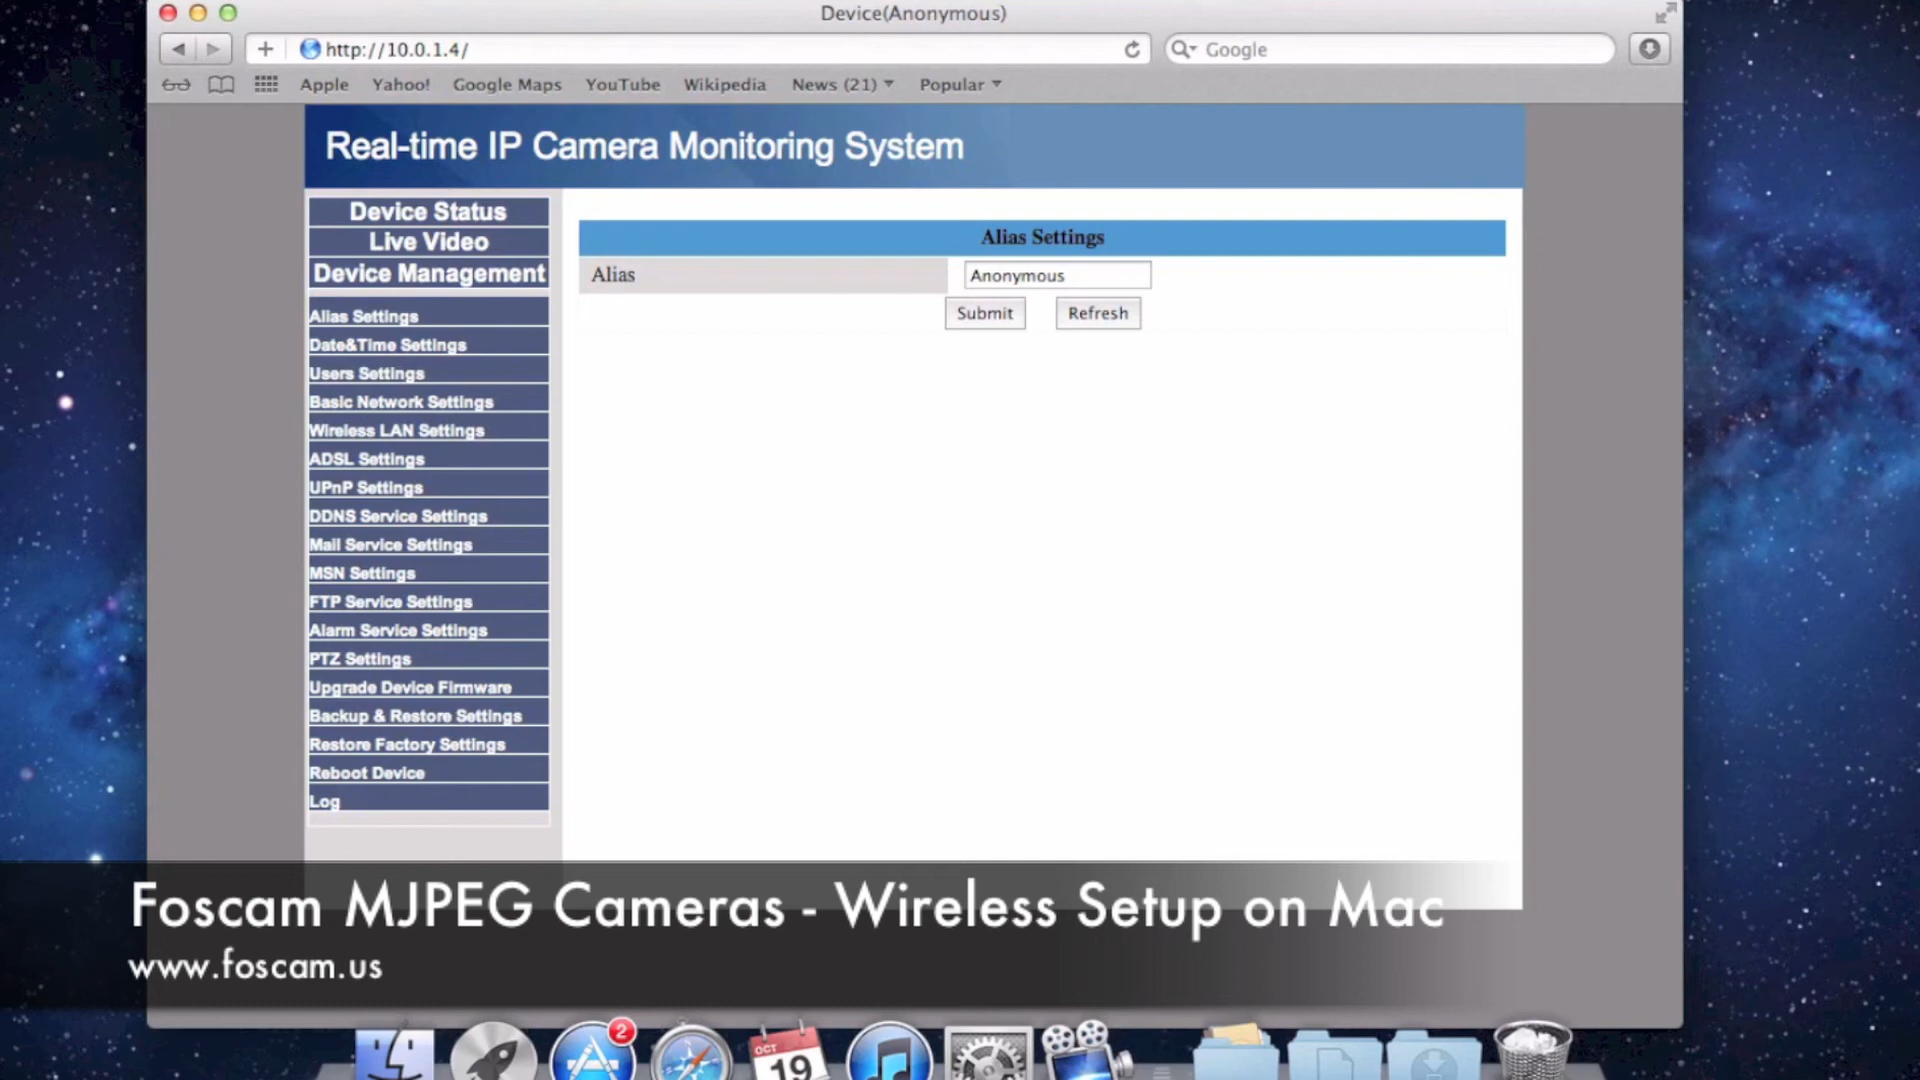 Device(Anonymous)
http://10.0.1.4/
Google
Apple Yahoo! Google Maps YouTube Wikipedia News (21) Popular
Real-time IP Camera Monitoring System
Device Status
Live Video
Device Management
Alias Settings
Date&Time Settings
Users Settings
Basic Network Settings
Wireless LAN Settings
ADSL Settings
UPnP Settings
DDNS Service Settings
Mail Service Settings
MSN Settings
FTP Service Settings
Alarm Service Settings
PTZ Settings
Upgrade Device Firmware
Backup & Restore Settings
Restore Factory Settings
Reboot Device
Log
Alias Settings
Alias Anonymous
Submit Refresh
Foscam MJPEG Cameras - Wireless Setup on Mac
www.foscam.us
2
OCT
19